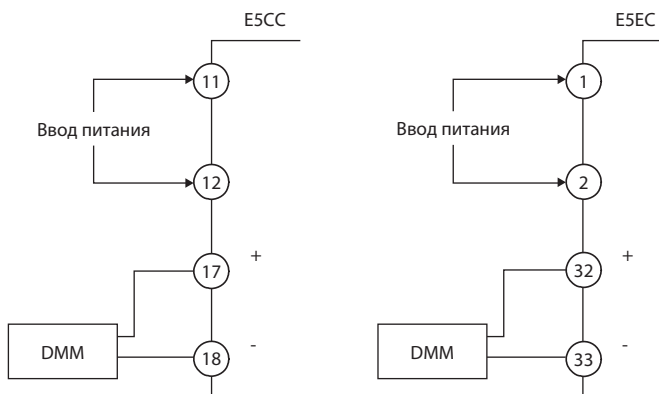 E5CC
11
Ввод питания
12
17
+
DMM
18
-
E5EC
1
Ввод питания
2
32
+
DMM
33
-